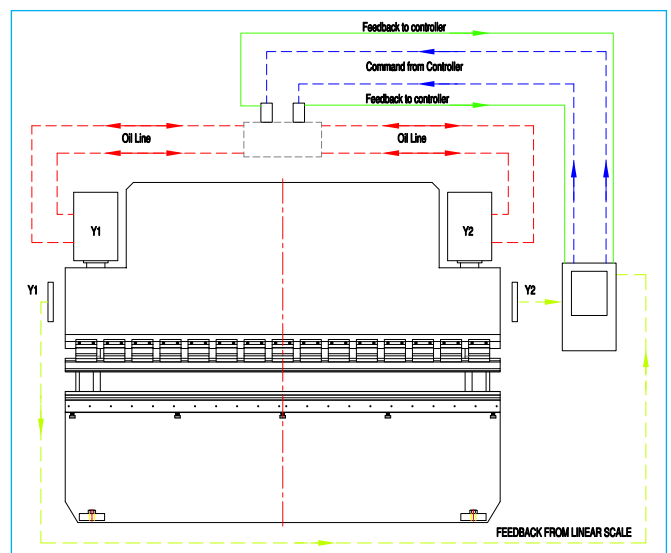 Feedback to controller
Command from Controller
Feedback to controller
Oil Line
Oil Line
Y1
Y2
Y1
Y2
FEEDBACK FROM LINEAR SCALE